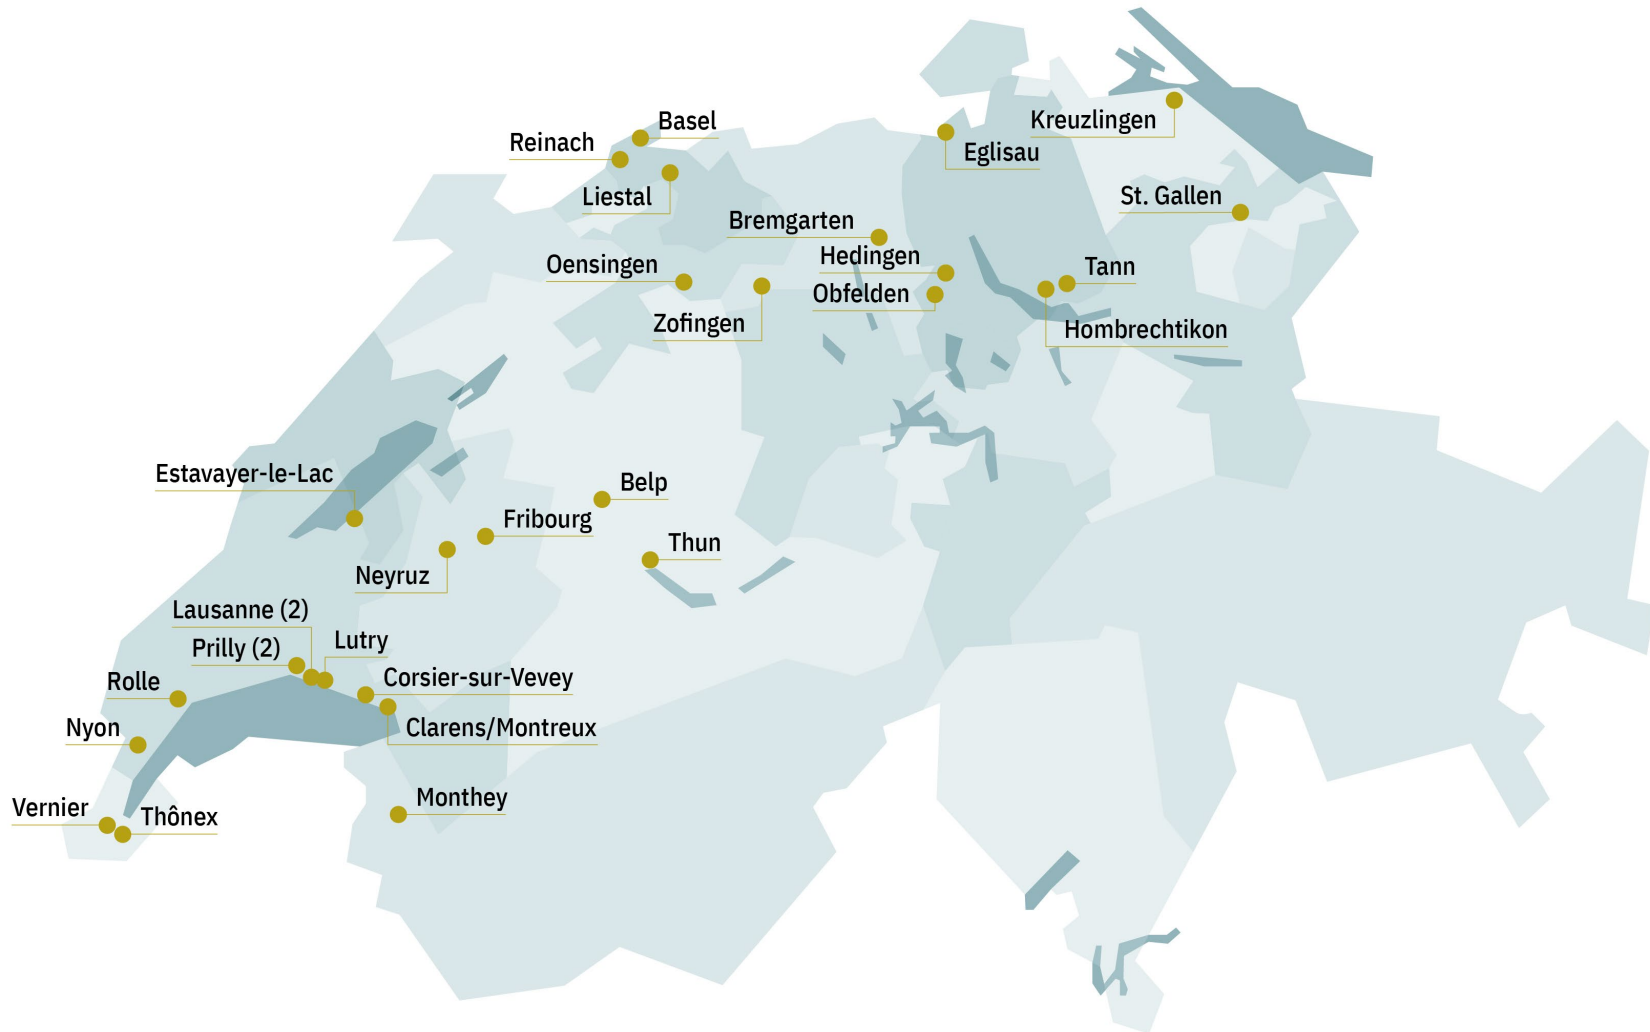 Basel
Kreuzlingen
Reinach
Eglisau
Liestal
St. Gallen
Bremgarten
Hedingen
Oensingen
Tann
Obfelden
Zofingen
Hombrechtikon
Estavayer-le-Lac
Belp
Fribourg
Thun
Neyruz
Lausanne (2)
Lutry
Prilly (2)
Rolle
Corsier-sur-Vevey
Nyon
Clarens/Montreux
Monthey
Vernier
Thônex